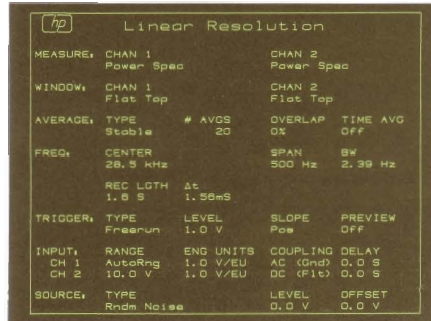 hp Linear Resolution
MEASURE: CHAN 1 CHAN 2
Power Spec Power Spec
WINDOW: CHAN 1 CHAN 2
Flat Top Flat Top
AVERAGE: TYPE # AVGS OVERLAP TIME AVG
Stable 20 0% Off
FREQ: CENTER SPAN BW
28.5 kHz 500 Hz 2.39 Hz
REC LGTH Δt
1.6 S 1.56mS
TRIGGER: TYPE LEVEL SLOPE PREVIEW
Freerun 1.0 V Pos Off
INPUT: RANGE ENG UNITS COUPLING DELAY
CH 1 AutoRng 1.0 V/EU AC (Gnd) 0.0 S
CH 2 10.0 V 1.0 V/EU DC (Flt) 0.0 S
SOURCE: TYPE LEVEL OFFSET
Rndm Noise 0.0 V 0.0 V